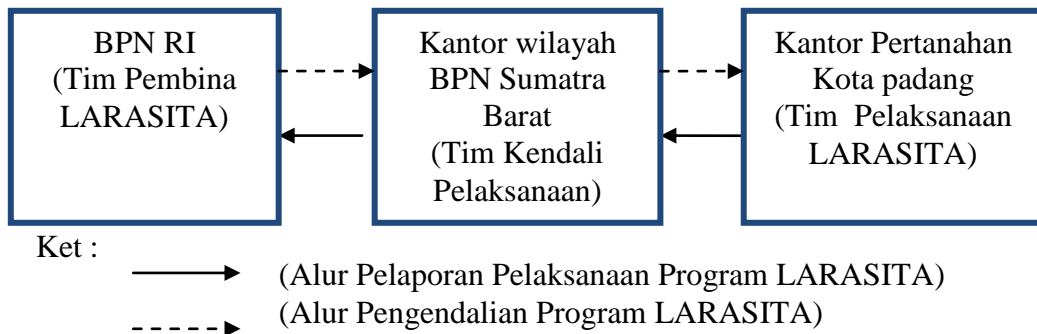 BPN RI
(Tim Pembina
LARASITA)
Kantor wilayah
BPN Sumatra
Barat
(Tim Kendali
Pelaksanaan)
Kantor Pertanahan
Kota padang
(Tim Pelaksanaan
LARASITA)
Ket :
(Alur Pelaporan Pelaksanaan Program LARASITA)
(Alur Pengendalian Program LARASITA)